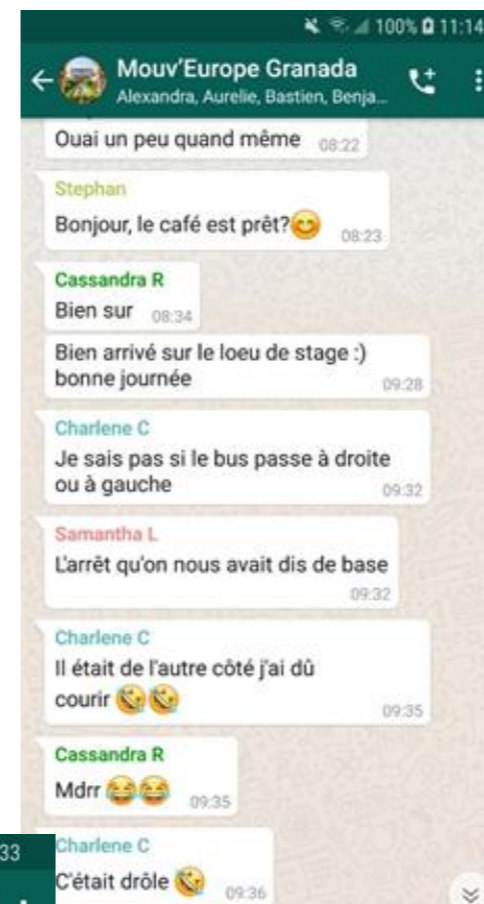 100% 11:14
Mouv'Europe Granada
Alexandra, Aurelie, Bastien, Benja...
Ouai un peu quand même 08:22
Stephan
Bonjour, le café est prêt?😊 08:23
Cassandra R
Bien sur 08:34
Bien arrivé sur le loeu de stage :)
bonne journée 09:28
Charlene C
Je sais pas si le bus passe à droite
ou à gauche 09:32
Samantha L
L'arrêt qu'on nous avait dis de base
09:32
Charlene C
Il était de l'autre côté j'ai dû
courir 🤣🤣 09:35
Cassandra R
Mdrr 😂😂 09:35
33
Charlene C
C'était drôle 🤣 09:36